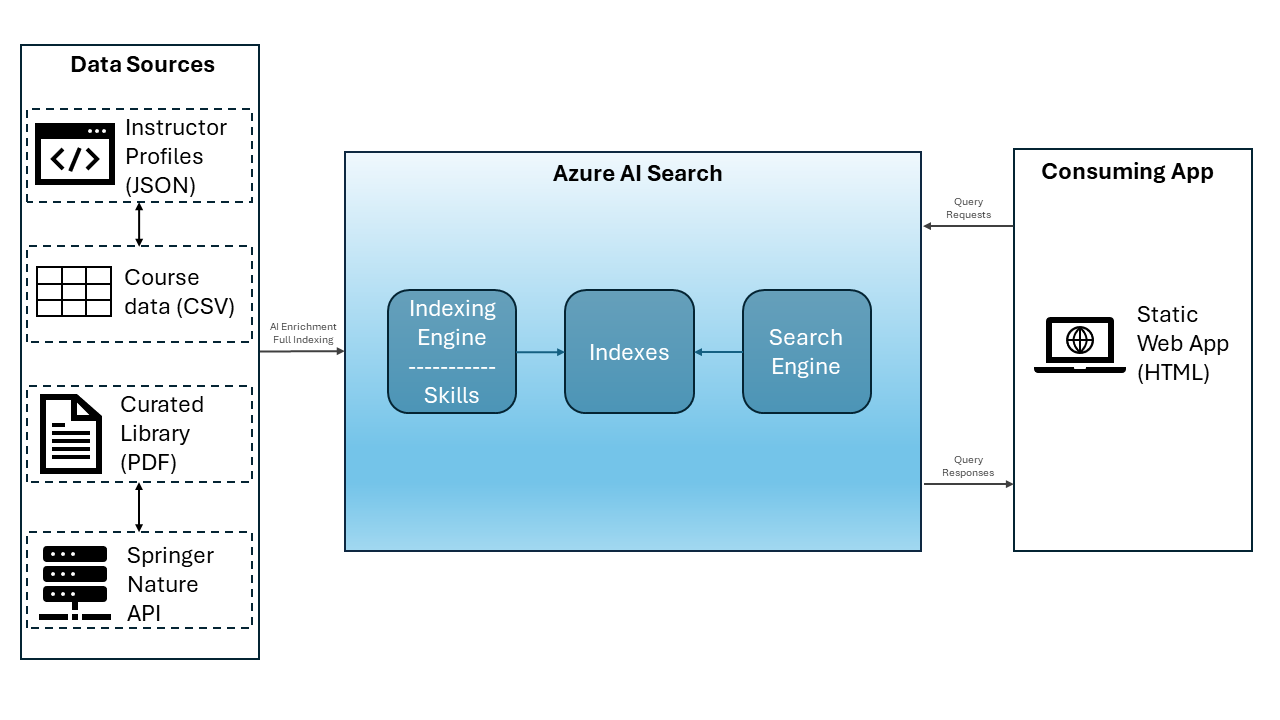 Data Sources
Instructor
Profiles
(JSON)
</>
Course
data (CSV)
Curated
Library
(PDF)
Springer
Nature
API
AI Enrichment
Full Indexing
Azure AI Search
Indexing
Engine
-----------
Skills
Indexes
Search
Engine
Query
Requests
Query
Responses
Consuming App
Static
Web App
(HTML)